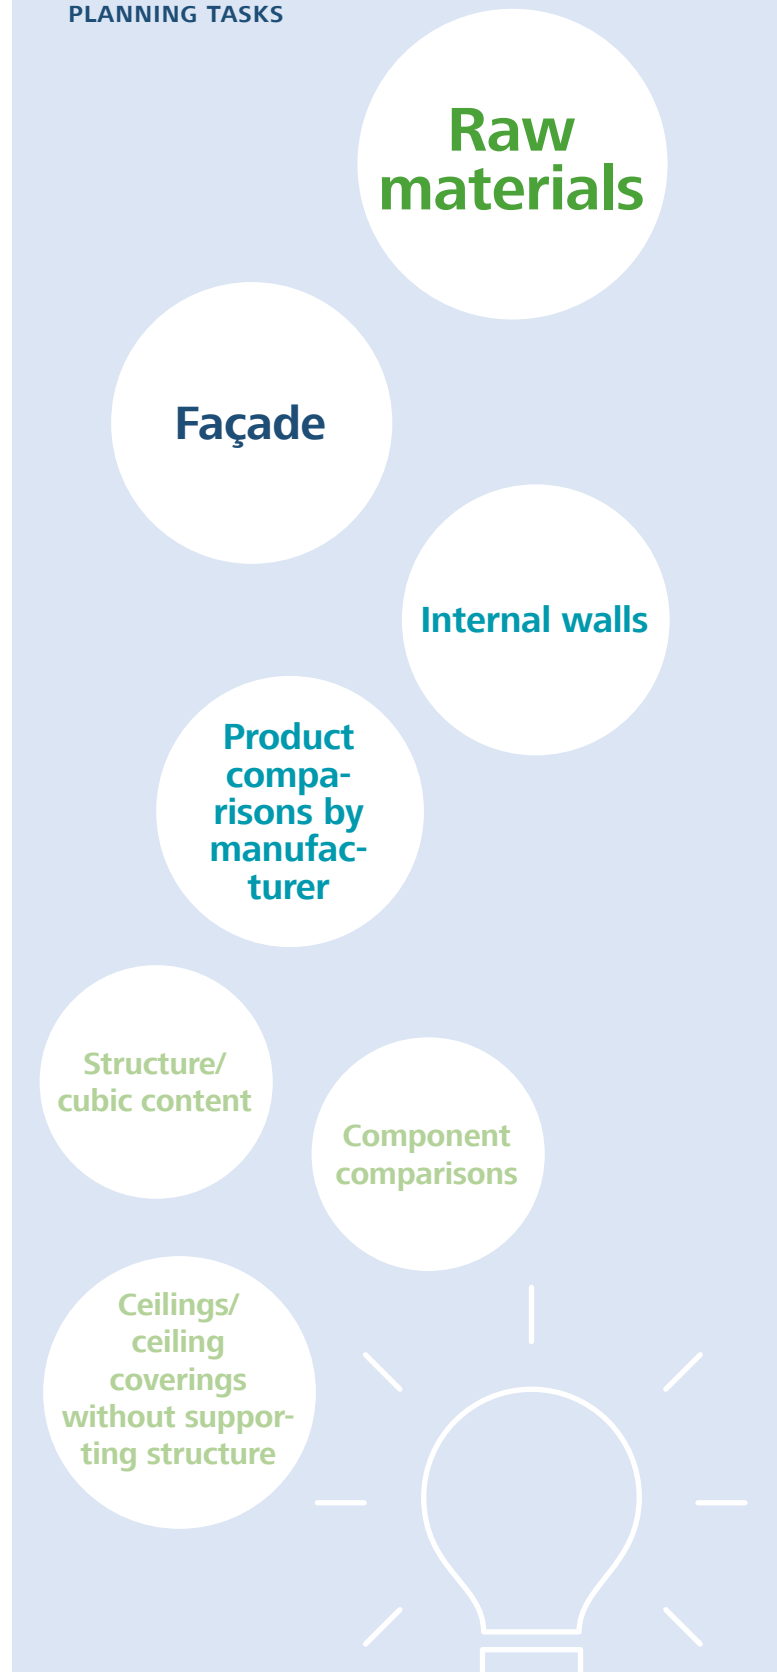 PLANNING TASKS
Raw
materials
Façade
Internal walls
Product
compa-
risons by
manufac-
turer
Structure/
cubic content
Component
comparisons
Ceilings/
ceiling
coverings
without suppor-
ting structure